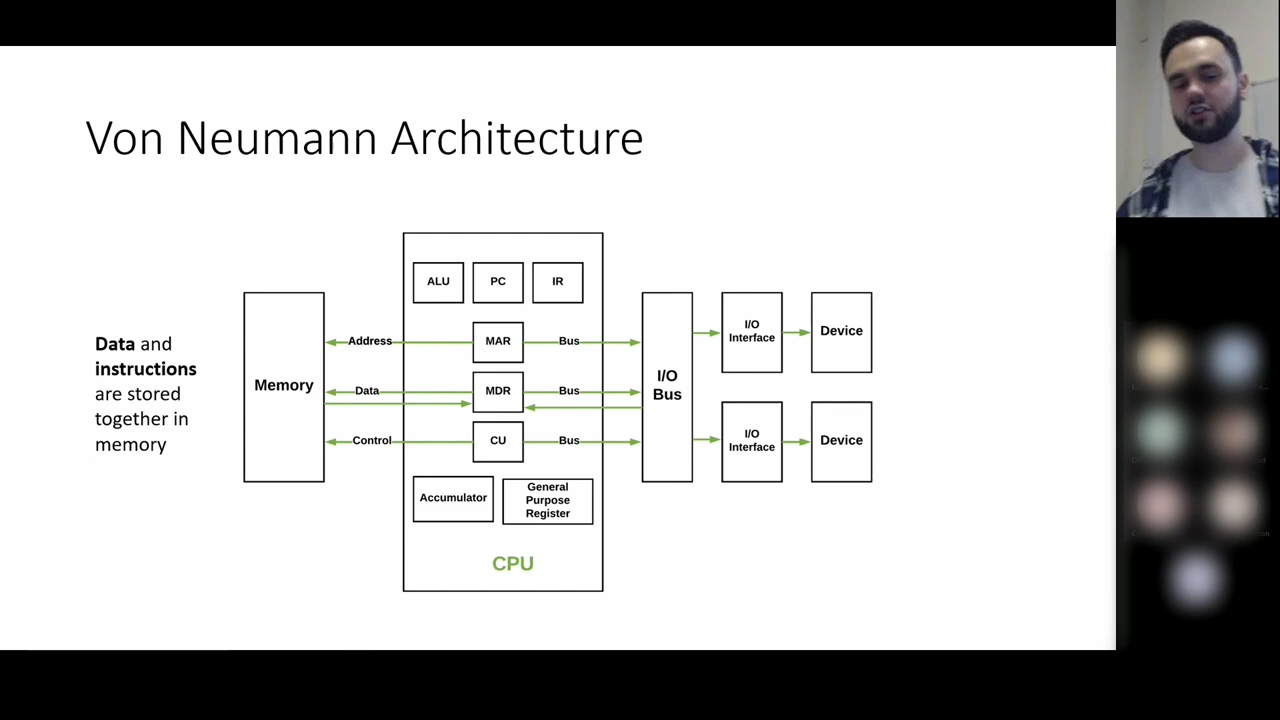 Von Neumann Architecture
Data and
instructions
are stored
together in
memory
Memory
ALU
PC
IR
Address
MAR
Bus
Data
MDR
Bus
Control
CU
Bus
Accumulator
General
Purpose
Register
CPU
I/O
Bus
I/O
Interface
Device
I/O
Interface
Device